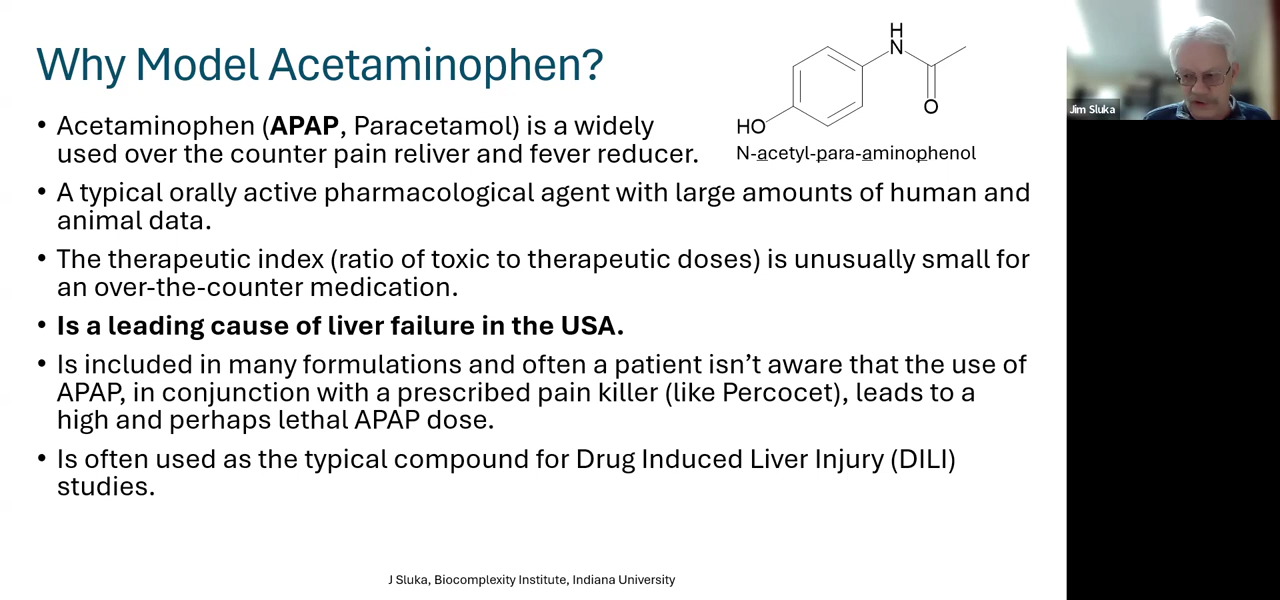 Why Model Acetaminophen?
H
N
O
HO
N-acetyl-para-aminophenol
Jim Sluka
• Acetaminophen (APAP, Paracetamol) is a widely
used over the counter pain reliver and fever reducer.
• A typical orally active pharmacological agent with large amounts of human and
animal data.
• The therapeutic index (ratio of toxic to therapeutic doses) is unusually small for
an over-the-counter medication.
• Is a leading cause of liver failure in the USA.
• Is included in many formulations and often a patient isn’t aware that the use of
APAP, in conjunction with a prescribed pain killer (like Percocet), leads to a
high and perhaps lethal APAP dose.
• Is often used as the typical compound for Drug Induced Liver Injury (DILI)
studies.
J Sluka, Biocomplexity Institute, Indiana University